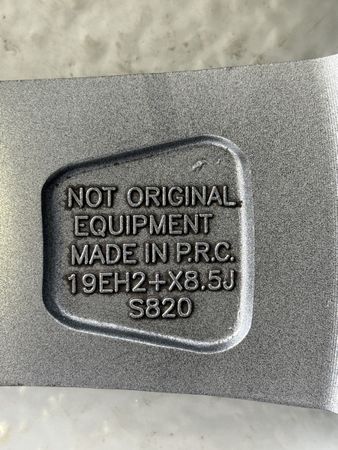 NOT ORIGINAL
EQUIPMENT
MADE IN P.R.C.
19EH2+X8.5J
S820